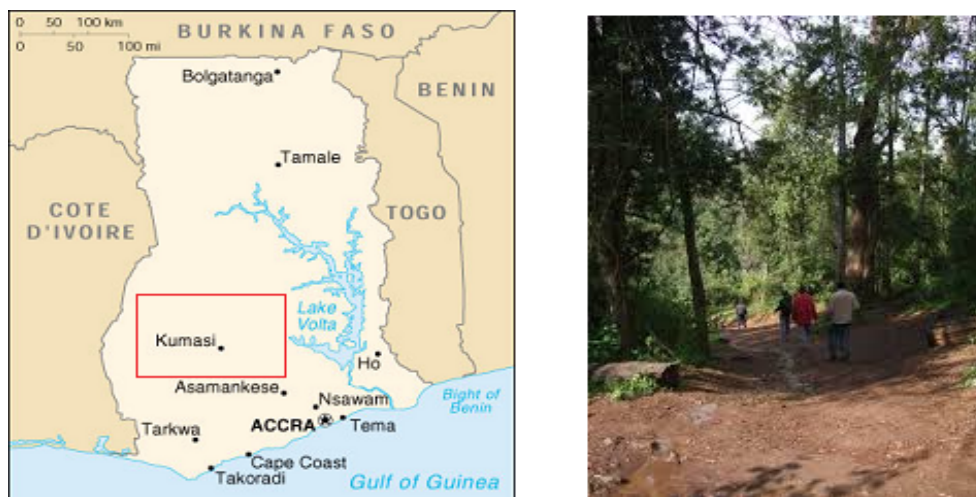 0 50 100 km
0 50 100 mi
BURKINA FASO
Bolgatanga
BENIN
Tamale
COTE
D'IVOIRE
TOGO
Lake
Volta
Kumasi
Ho
Asamankese
Nsawam
Bight of
Benin
ACCRA
Tema
Tarkwa
Cape Coast
Takoradi
Gulf of Guinea